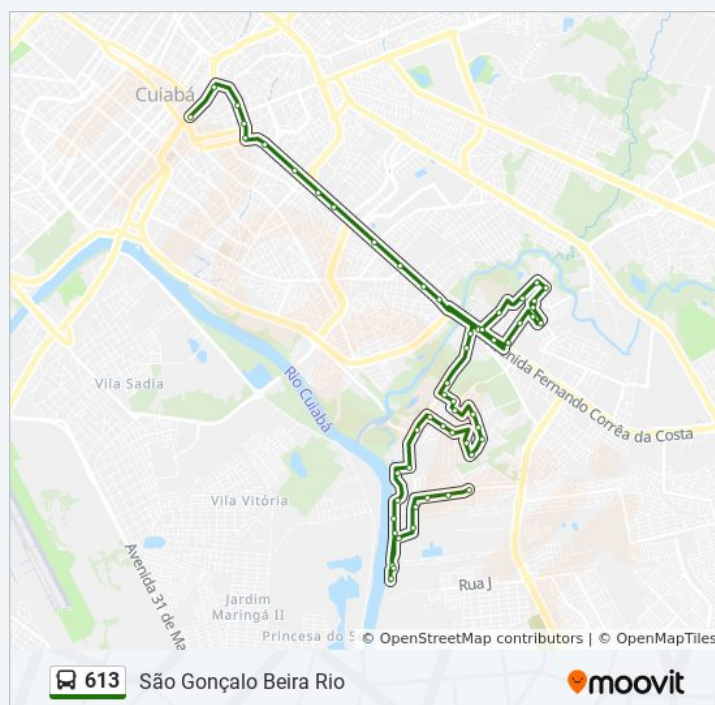 Cuiabá
Vila Sadia
Rio Cuiabá
enida Fernando Corrêa da Costa
Vila Vitória
Avenida 31 de Ma
Rua J
Jardim
Maringá II
Princesa do S
© OpenStreetMap contributors | © OpenMapTiles
613 São Gonçalo Beira Rio
moovit